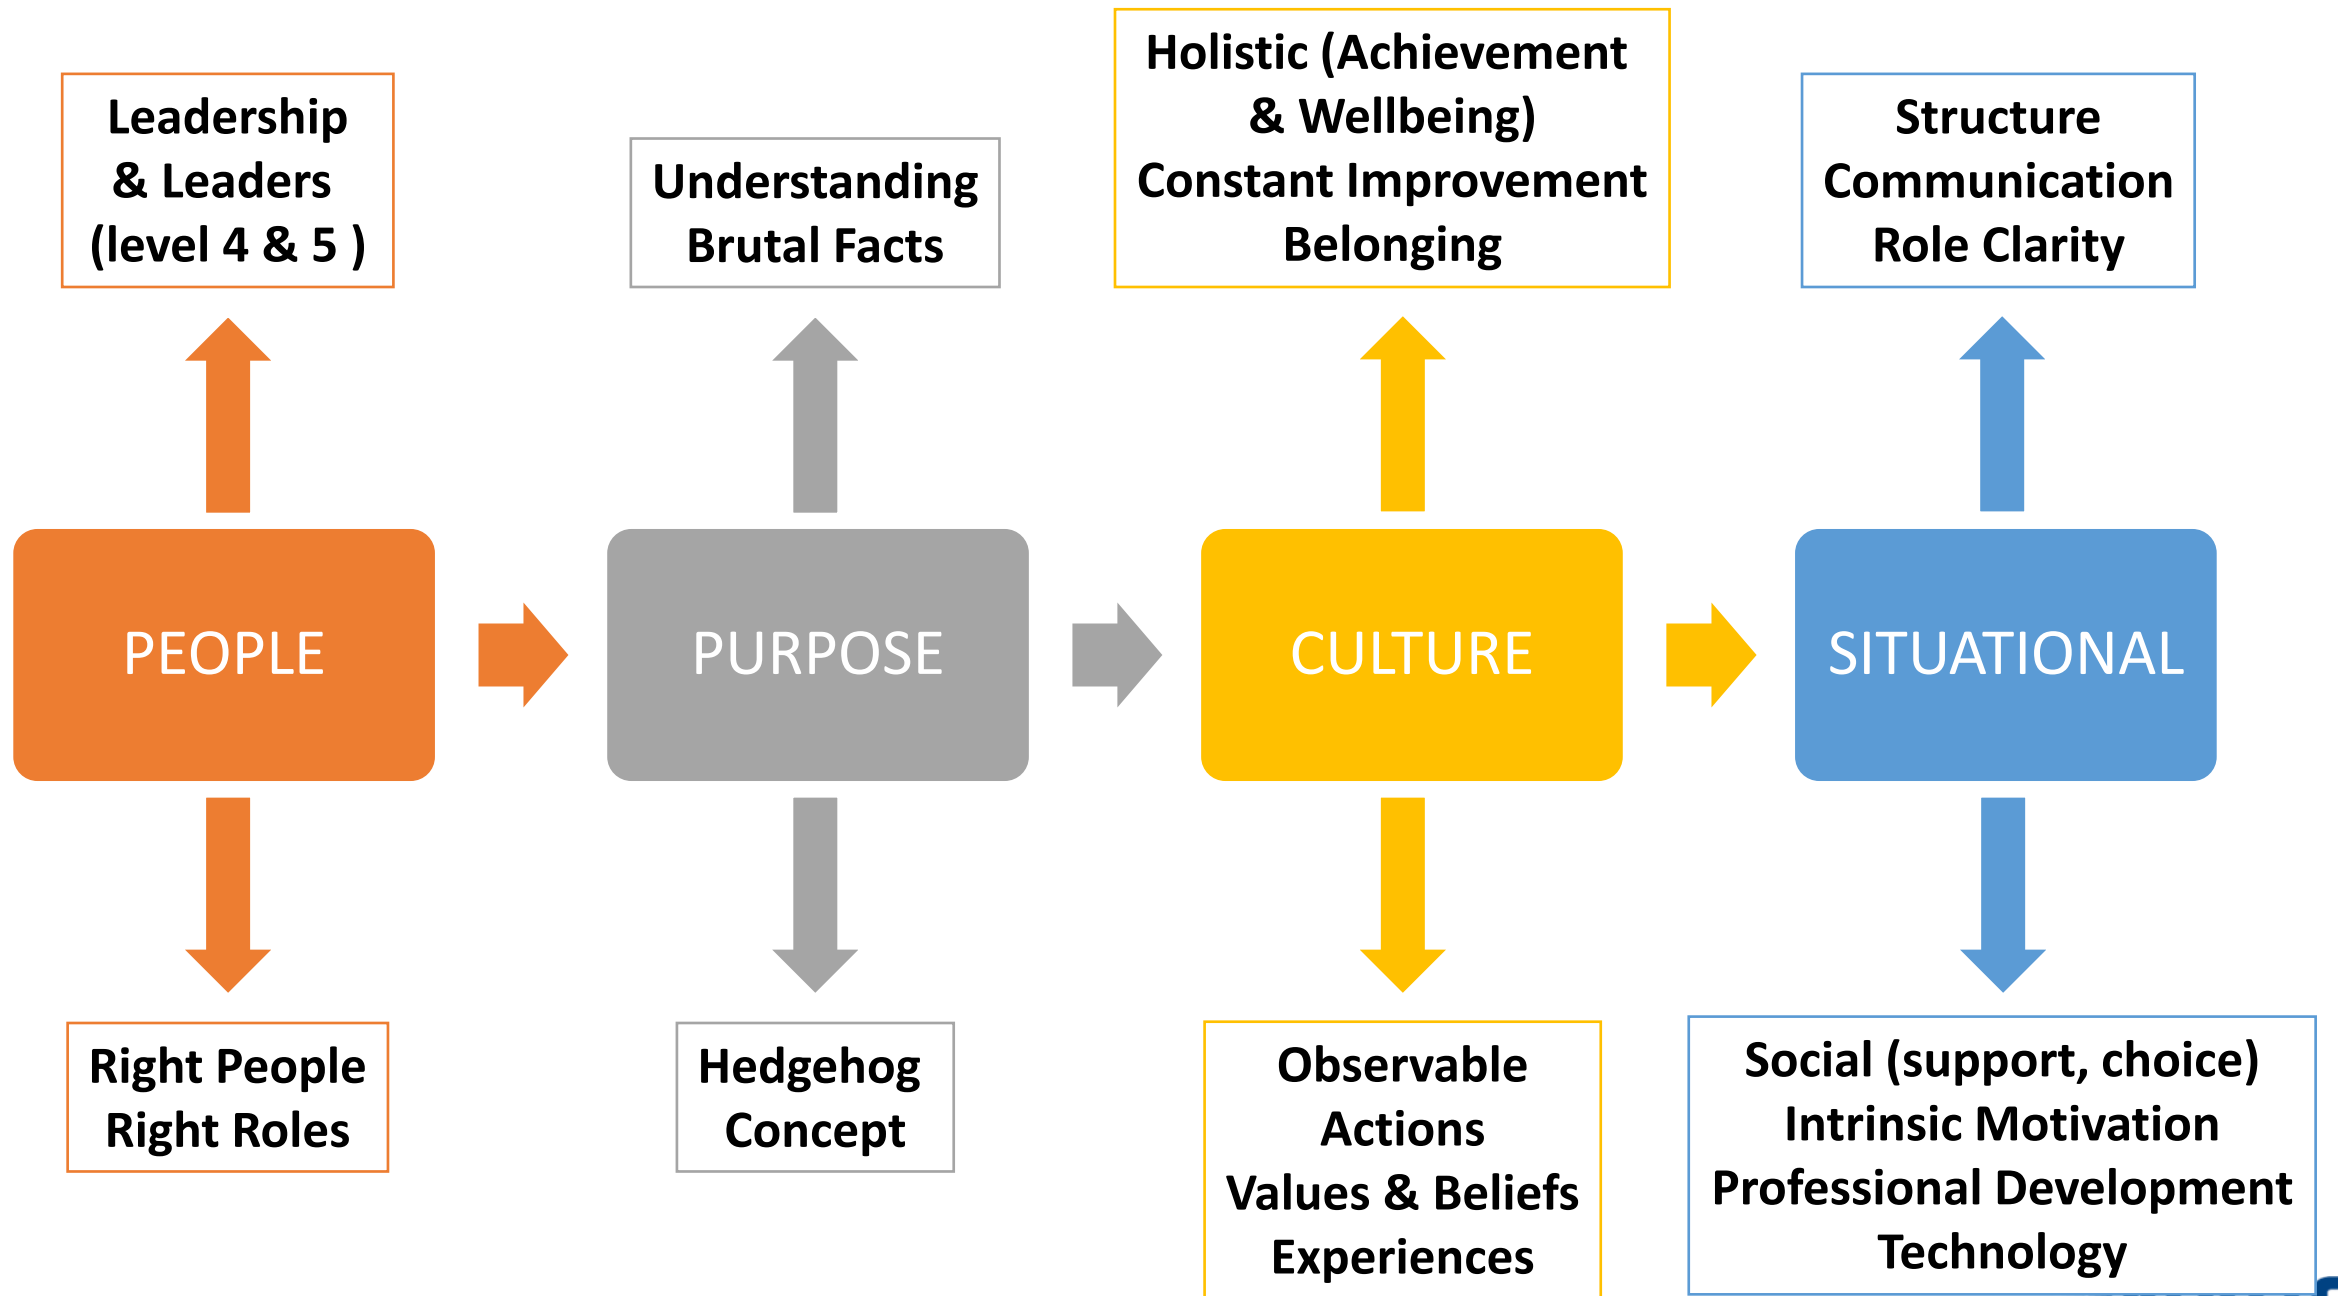 Leadership
& Leaders
(level 4 & 5 )
Understanding
Brutal Facts
Holistic (Achievement
& Wellbeing)
Constant Improvement
Belonging
Structure
Communication
Role Clarity
PEOPLE
PURPOSE
CULTURE
SITUATIONAL
Right People
Right Roles
Hedgehog
Concept
Observable
Actions
Values & Beliefs
Experiences
Social (support, choice)
Intrinsic Motivation
Professional Development
Technology